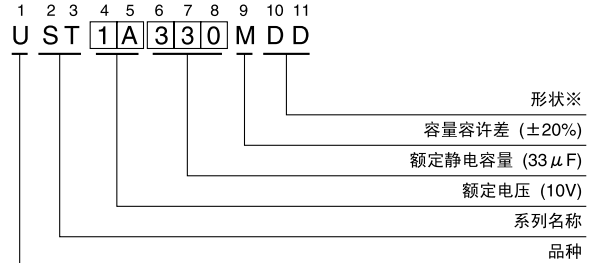 1 2 3 4 5 6 7 8 9 10 11
U S T 1 A 3 3 0 M D D
形状※
容量容许差 (±20%)
额定静电容量 (33μF)
额定电压 (10V)
系列名称
品种